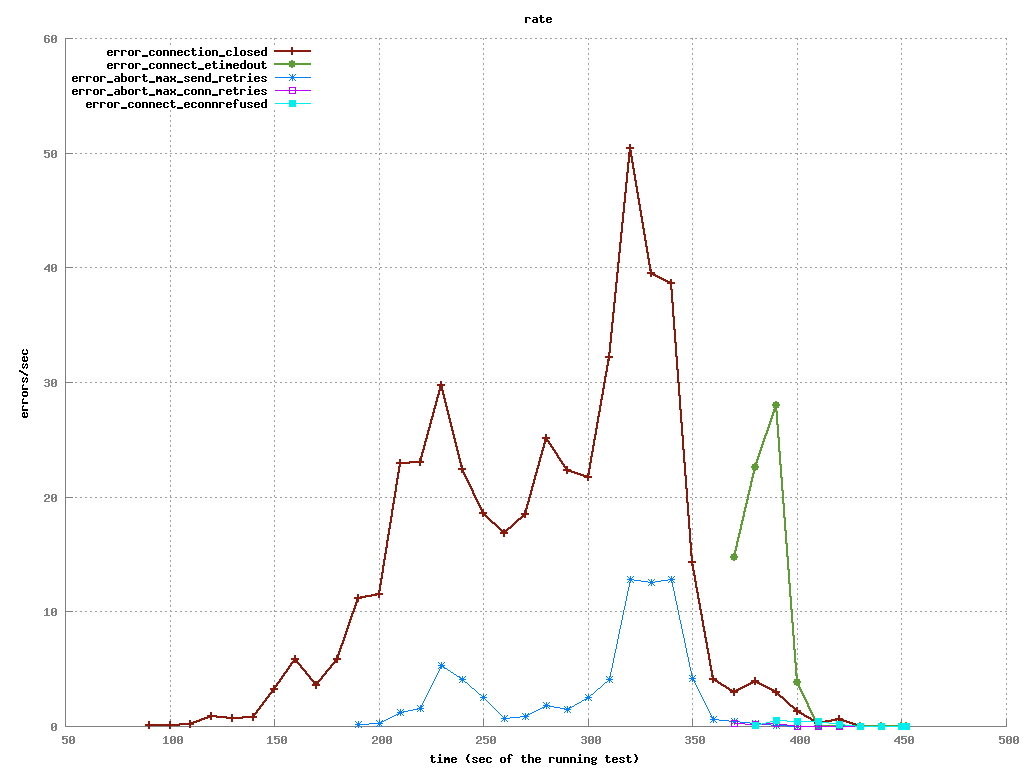 rate
60
error_connection_closed
error_connect_etimedout
error_abort_max_send_retries
error_abort_max_conn_retries
error_connect_econnrefused
50
40
30
20
10
0
errors/sec
50 100 150 200 250 300 350 400 450 500
time (sec of the running test)